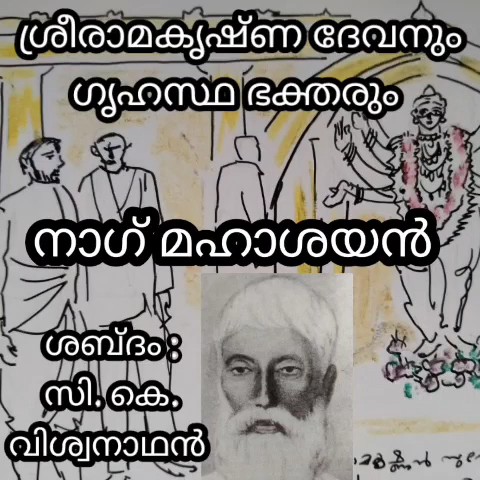 ശ്രീരാമകൃഷ്ണ ദേവനും
ഗൃഹസ്ഥ ഭക്തരും
നാഗ് മഹാശയൻ
ശബ്ദം :
സി. കെ.
വിശ്വനാഥൻ